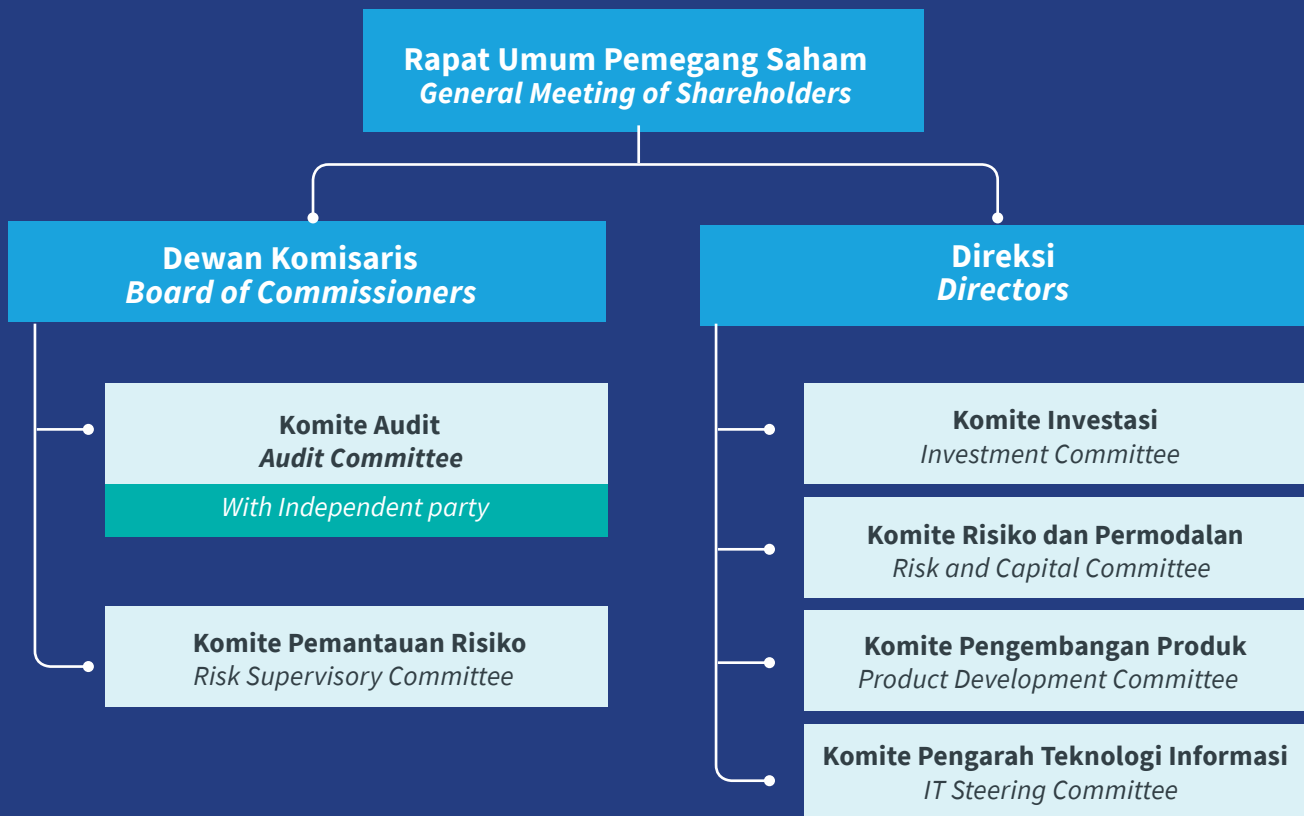 Rapat Umum Pemegang Saham
General Meeting of Shareholders
Dewan Komisaris
Board of Commissioners
Komite Audit
Audit Committee
With Independent party
Komite Pemantauan Risiko
Risk Supervisory Committee
Direksi
Directors
Komite Investasi
Investment Committee
Komite Risiko dan Permodalan
Risk and Capital Committee
Komite Pengembangan Produk
Product Development Committee
Komite Pengarah Teknologi Informasi
IT Steering Committee